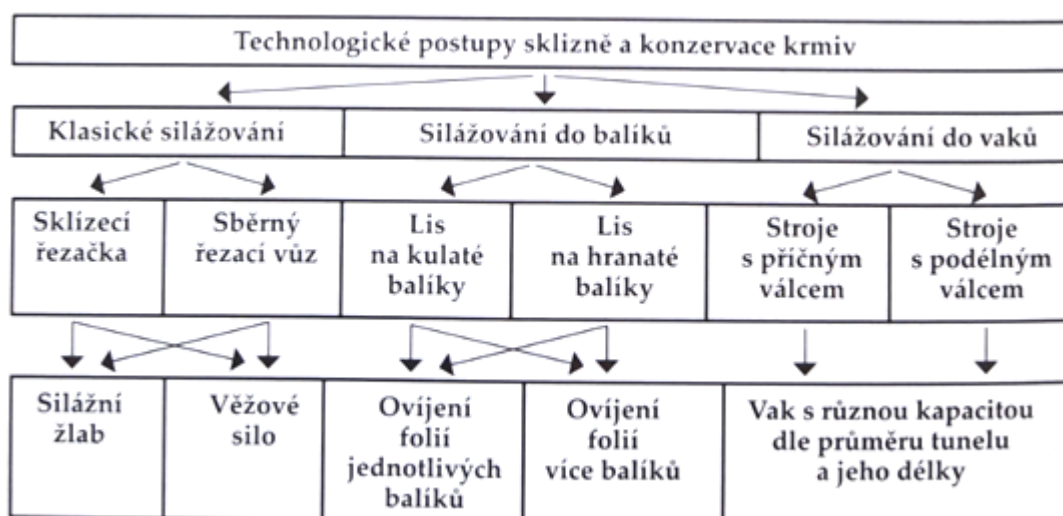 Technologické postupy sklizně a konzervace krmiv
Klasické silážování
Silážování do balíků
Silážování do vaků
Sklízecí
řezačka
Sběrný
řezací vůz
Lis
na kulaté
balíky
Lis
na hranaté
balíky
Stroje
s příčným
válcem
Stroje
s podélným
válcem
Silážní
žlab
Věžové
silo
Ovíjení
folií
jednotlivých
balíků
Ovíjení
folií
více balíků
Vak s různou kapacitou
dle průměru tunelu
a jeho délky